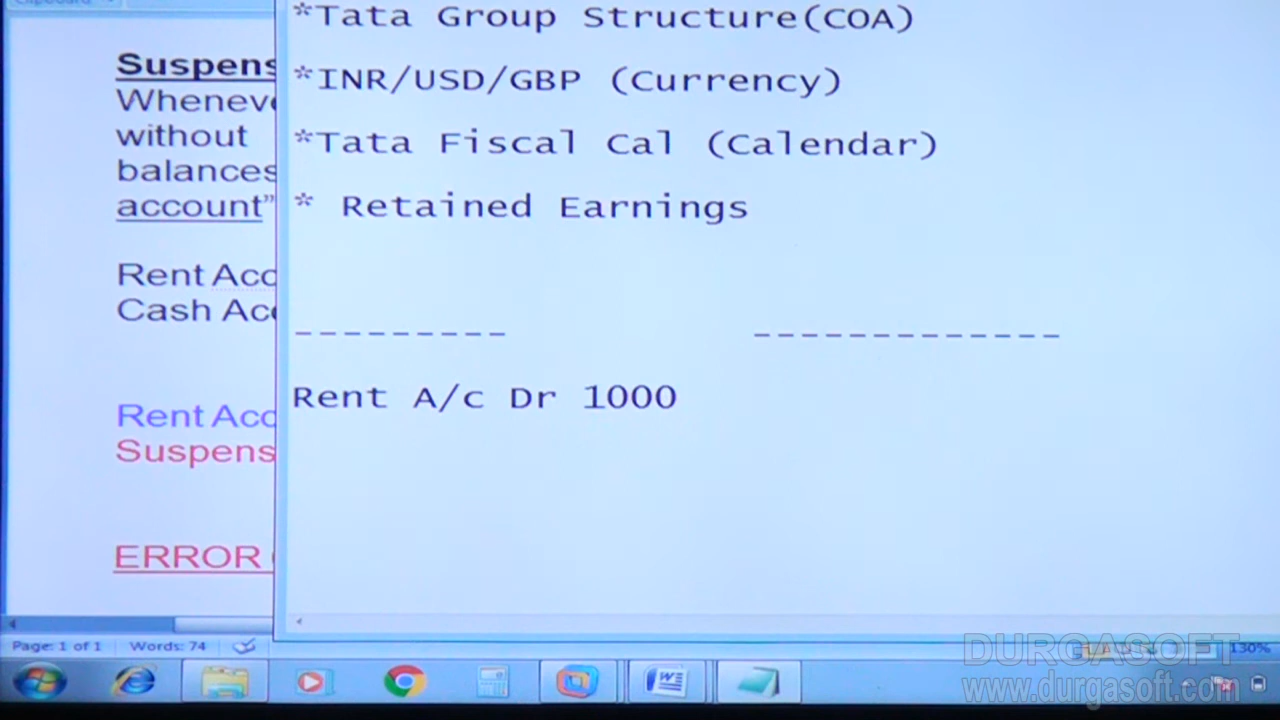 Clipboard
*Tata Group Structure(COA)
Suspens
*INR/USD/GBP (Currency)
Wheneve
without
*Tata Fiscal Cal (Calendar)
balances
account”
* Retained Earnings
Rent Acc
Cash Acc
--------- -------------
Rent A/c Dr 1000
Rent Acc
Suspens
ERROR
Page: 1 of 1 Words: 74
130%
DURGASOFT
www.durgasoft.com